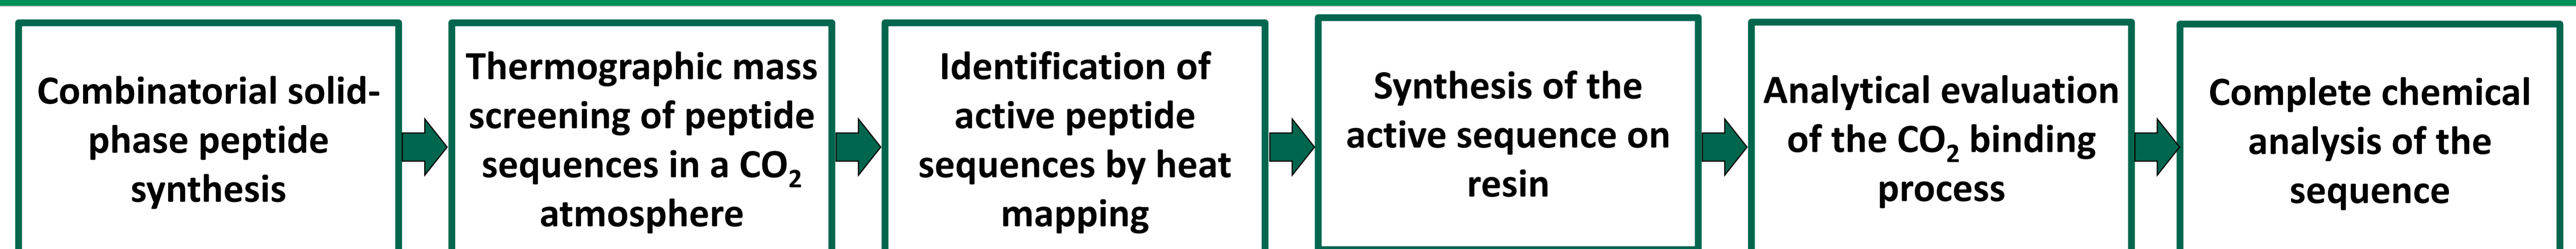 Combinatorial solid-
phase peptide
synthesis
Thermographic mass
screening of peptide
sequences in a CO₂
atmosphere
Identification of
active peptide
sequences by heat
mapping
Synthesis of the
active sequence on
resin
Analytical evaluation
of the CO₂ binding
process
Complete chemical
analysis of the
sequence